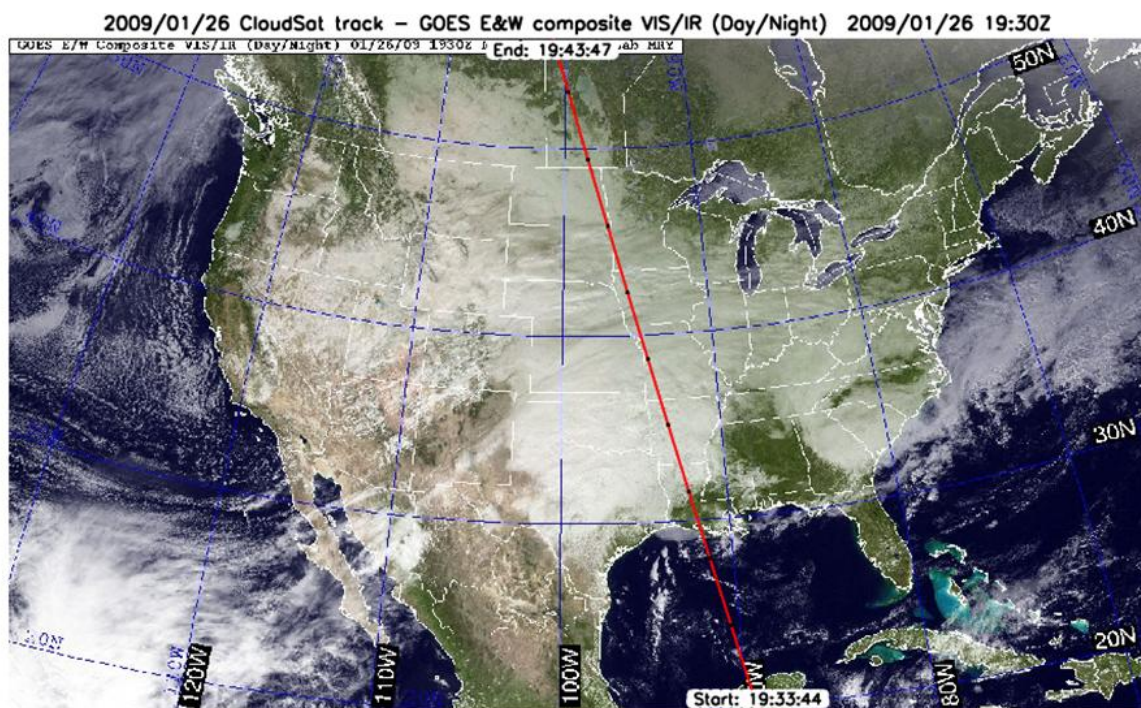 2009/01/26 CloudSat track - GOES E&W composite VIS/IR (Day/Night) 2009/01/26 19:30Z
GOES E/W Composite VIS/IR (Day/Night) 01/26/09 1930Z
ab MRY
End: 19:43:47
50N
40N
30N
20N
120W
110W
100W
80W
Start: 19:33:44